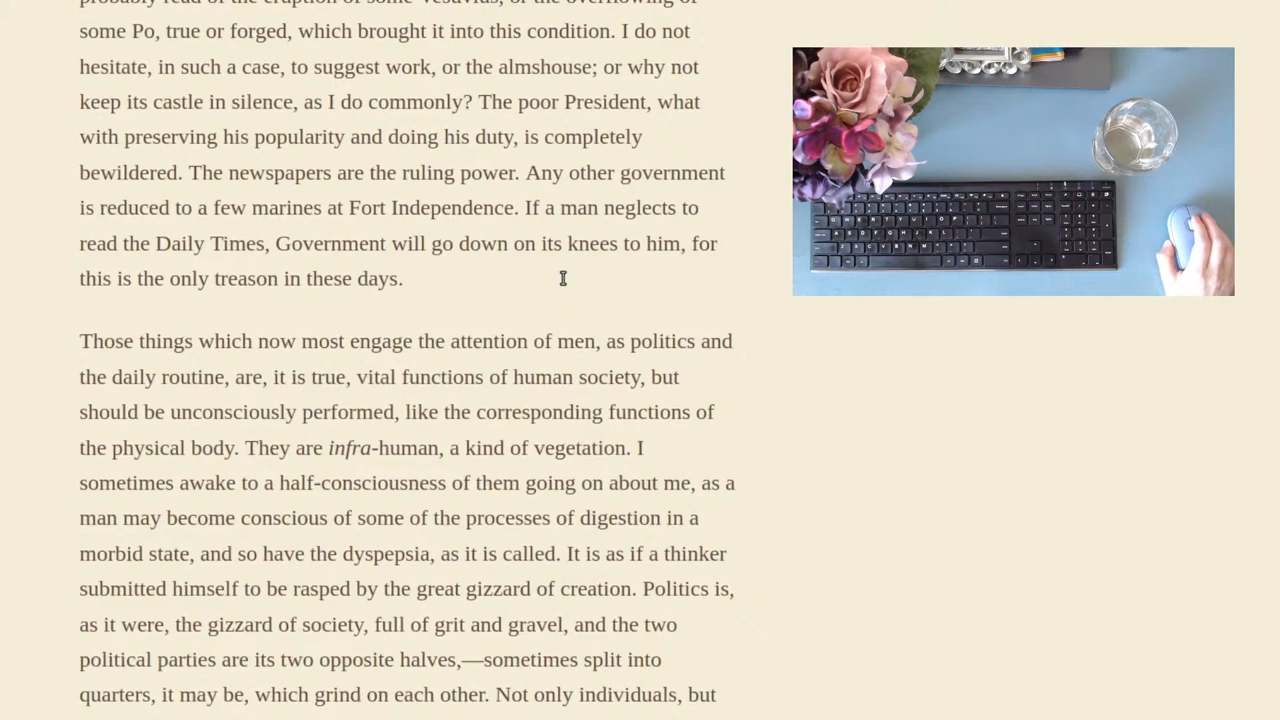 probably read of the eruption of some Vesuvius, or the overflowing of
some Po, true or forged, which brought it into this condition. I do not
hesitate, in such a case, to suggest work, or the almshouse; or why not
keep its castle in silence, as I do commonly? The poor President, what
with preserving his popularity and doing his duty, is completely
bewildered. The newspapers are the ruling power. Any other government
is reduced to a few marines at Fort Independence. If a man neglects to
read the Daily Times, Government will go down on its knees to him, for
this is the only treason in these days.
Those things which now most engage the attention of men, as politics and
the daily routine, are, it is true, vital functions of human society, but
should be unconsciously performed, like the corresponding functions of
the physical body. They are infra-human, a kind of vegetation. I
sometimes awake to a half-consciousness of them going on about me, as a
man may become conscious of some of the processes of digestion in a
morbid state, and so have the dyspepsia, as it is called. It is as if a thinker
submitted himself to be rasped by the great gizzard of creation. Politics is,
as it were, the gizzard of society, full of grit and gravel, and the two
political parties are its two opposite halves,—sometimes split into
quarters, it may be, which grind on each other. Not only individuals, but